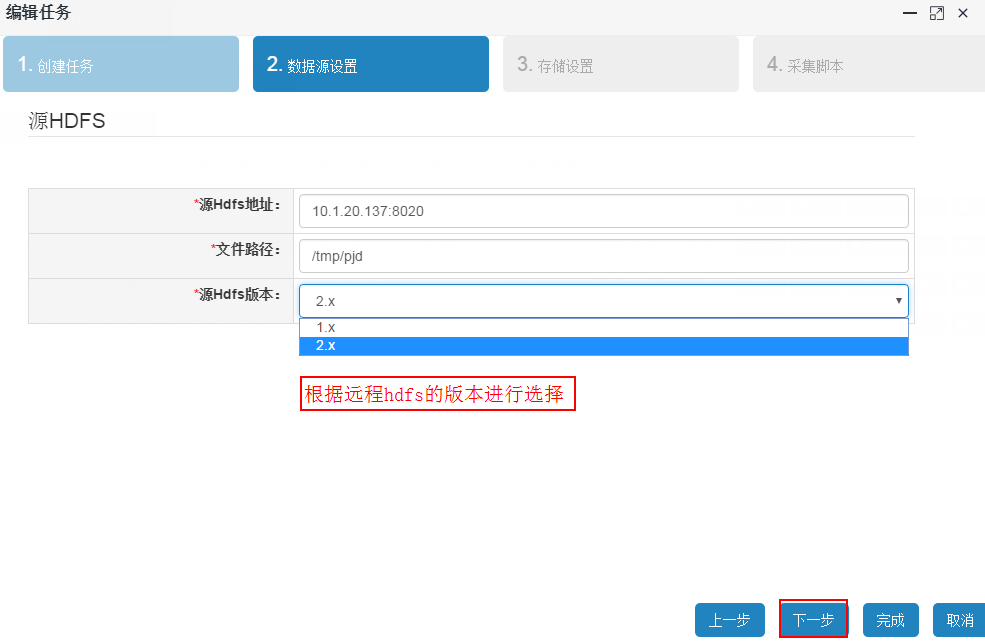 编辑任务
1. 创建任务
2. 数据源设置
3. 存储设置
4. 采集脚本
源HDFS
*源Hdfs地址：
10.1.20.137:8020
*文件路径：
/tmp/pjd
*源Hdfs版本：
2.x
1.x
2.x
根据远程hdfs的版本进行选择
上一步
下一步
完成
取消